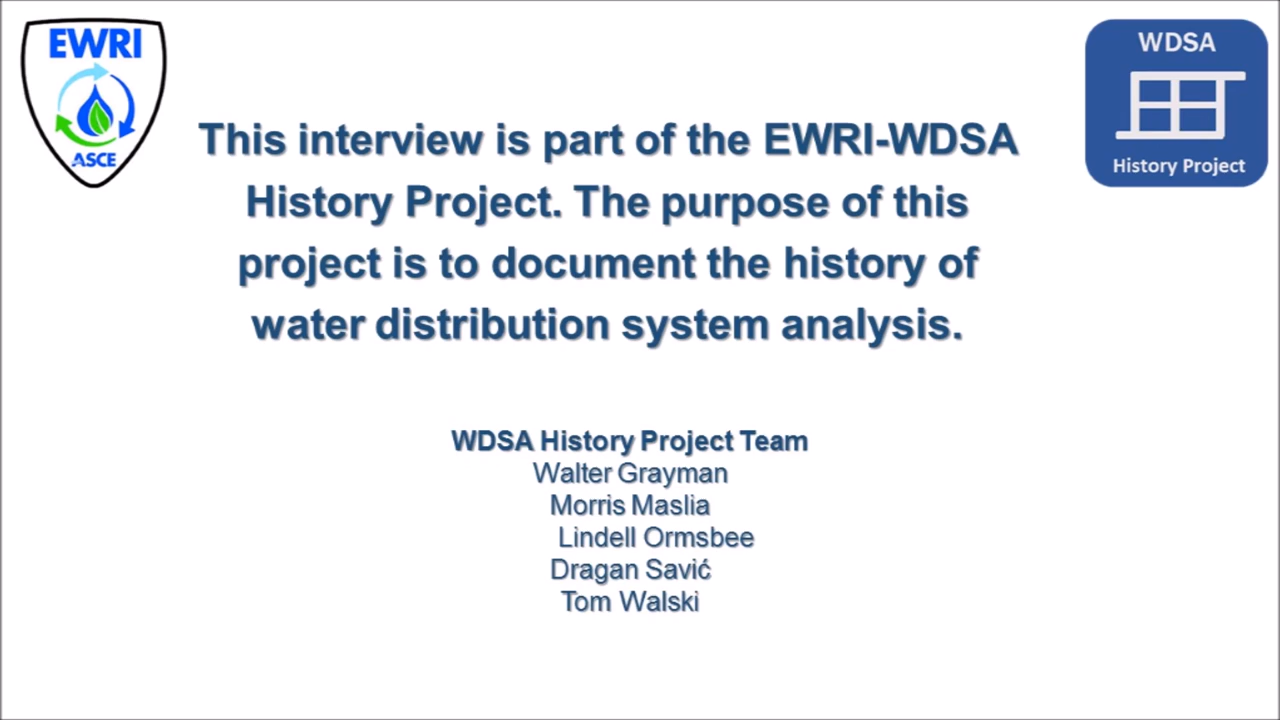 EWRI
ASCE
WDSA
History Project
This interview is part of the EWRI-WDSA
History Project. The purpose of this
project is to document the history of
water distribution system analysis.
WDSA History Project Team
Walter Grayman
Morris Maslia
Lindell Ormsbee
Dragan Savić
Tom Walski